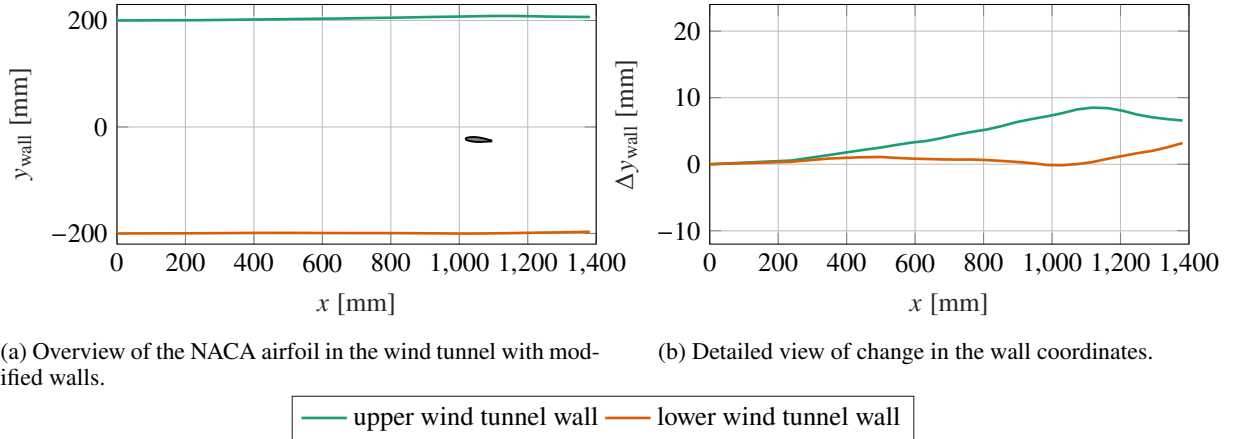 200
0
−200
y_wall [mm]
0 200 400 600 800 1,000 1,200 1,400
x [mm]
20
10
0
−10
Δy_wall [mm]
0 200 400 600 800 1,000 1,200 1,400
x [mm]
(a) Overview of the NACA airfoil in the wind tunnel with mod-
ified walls.
(b) Detailed view of change in the wall coordinates.
upper wind tunnel wall lower wind tunnel wall